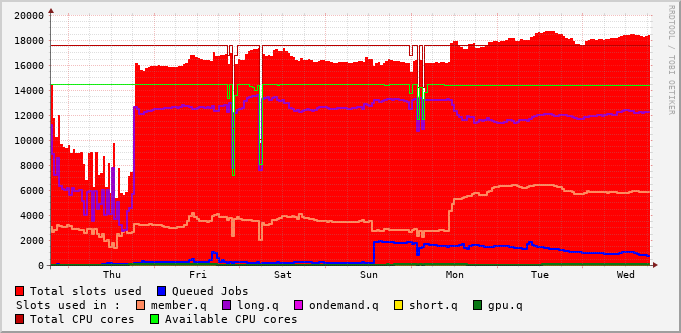 20000
18000
16000
14000
12000
10000
8000
6000
4000
2000
0
Thu Fri Sat Sun Mon Tue Wed
RRDTOOL / TOBI OETIKER
Total slots used Queued Jobs
Slots used in : member.q long.q ondemand.q short.q gpu.q
Total CPU cores Available CPU cores